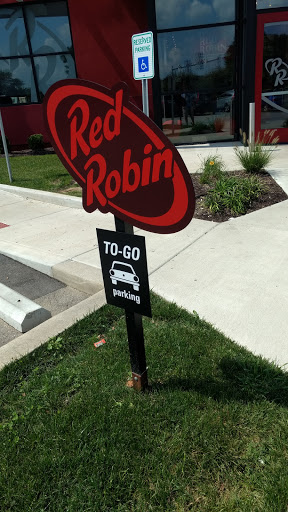 RESERVED
PARKING
Red
Robin
TO-GO
parking